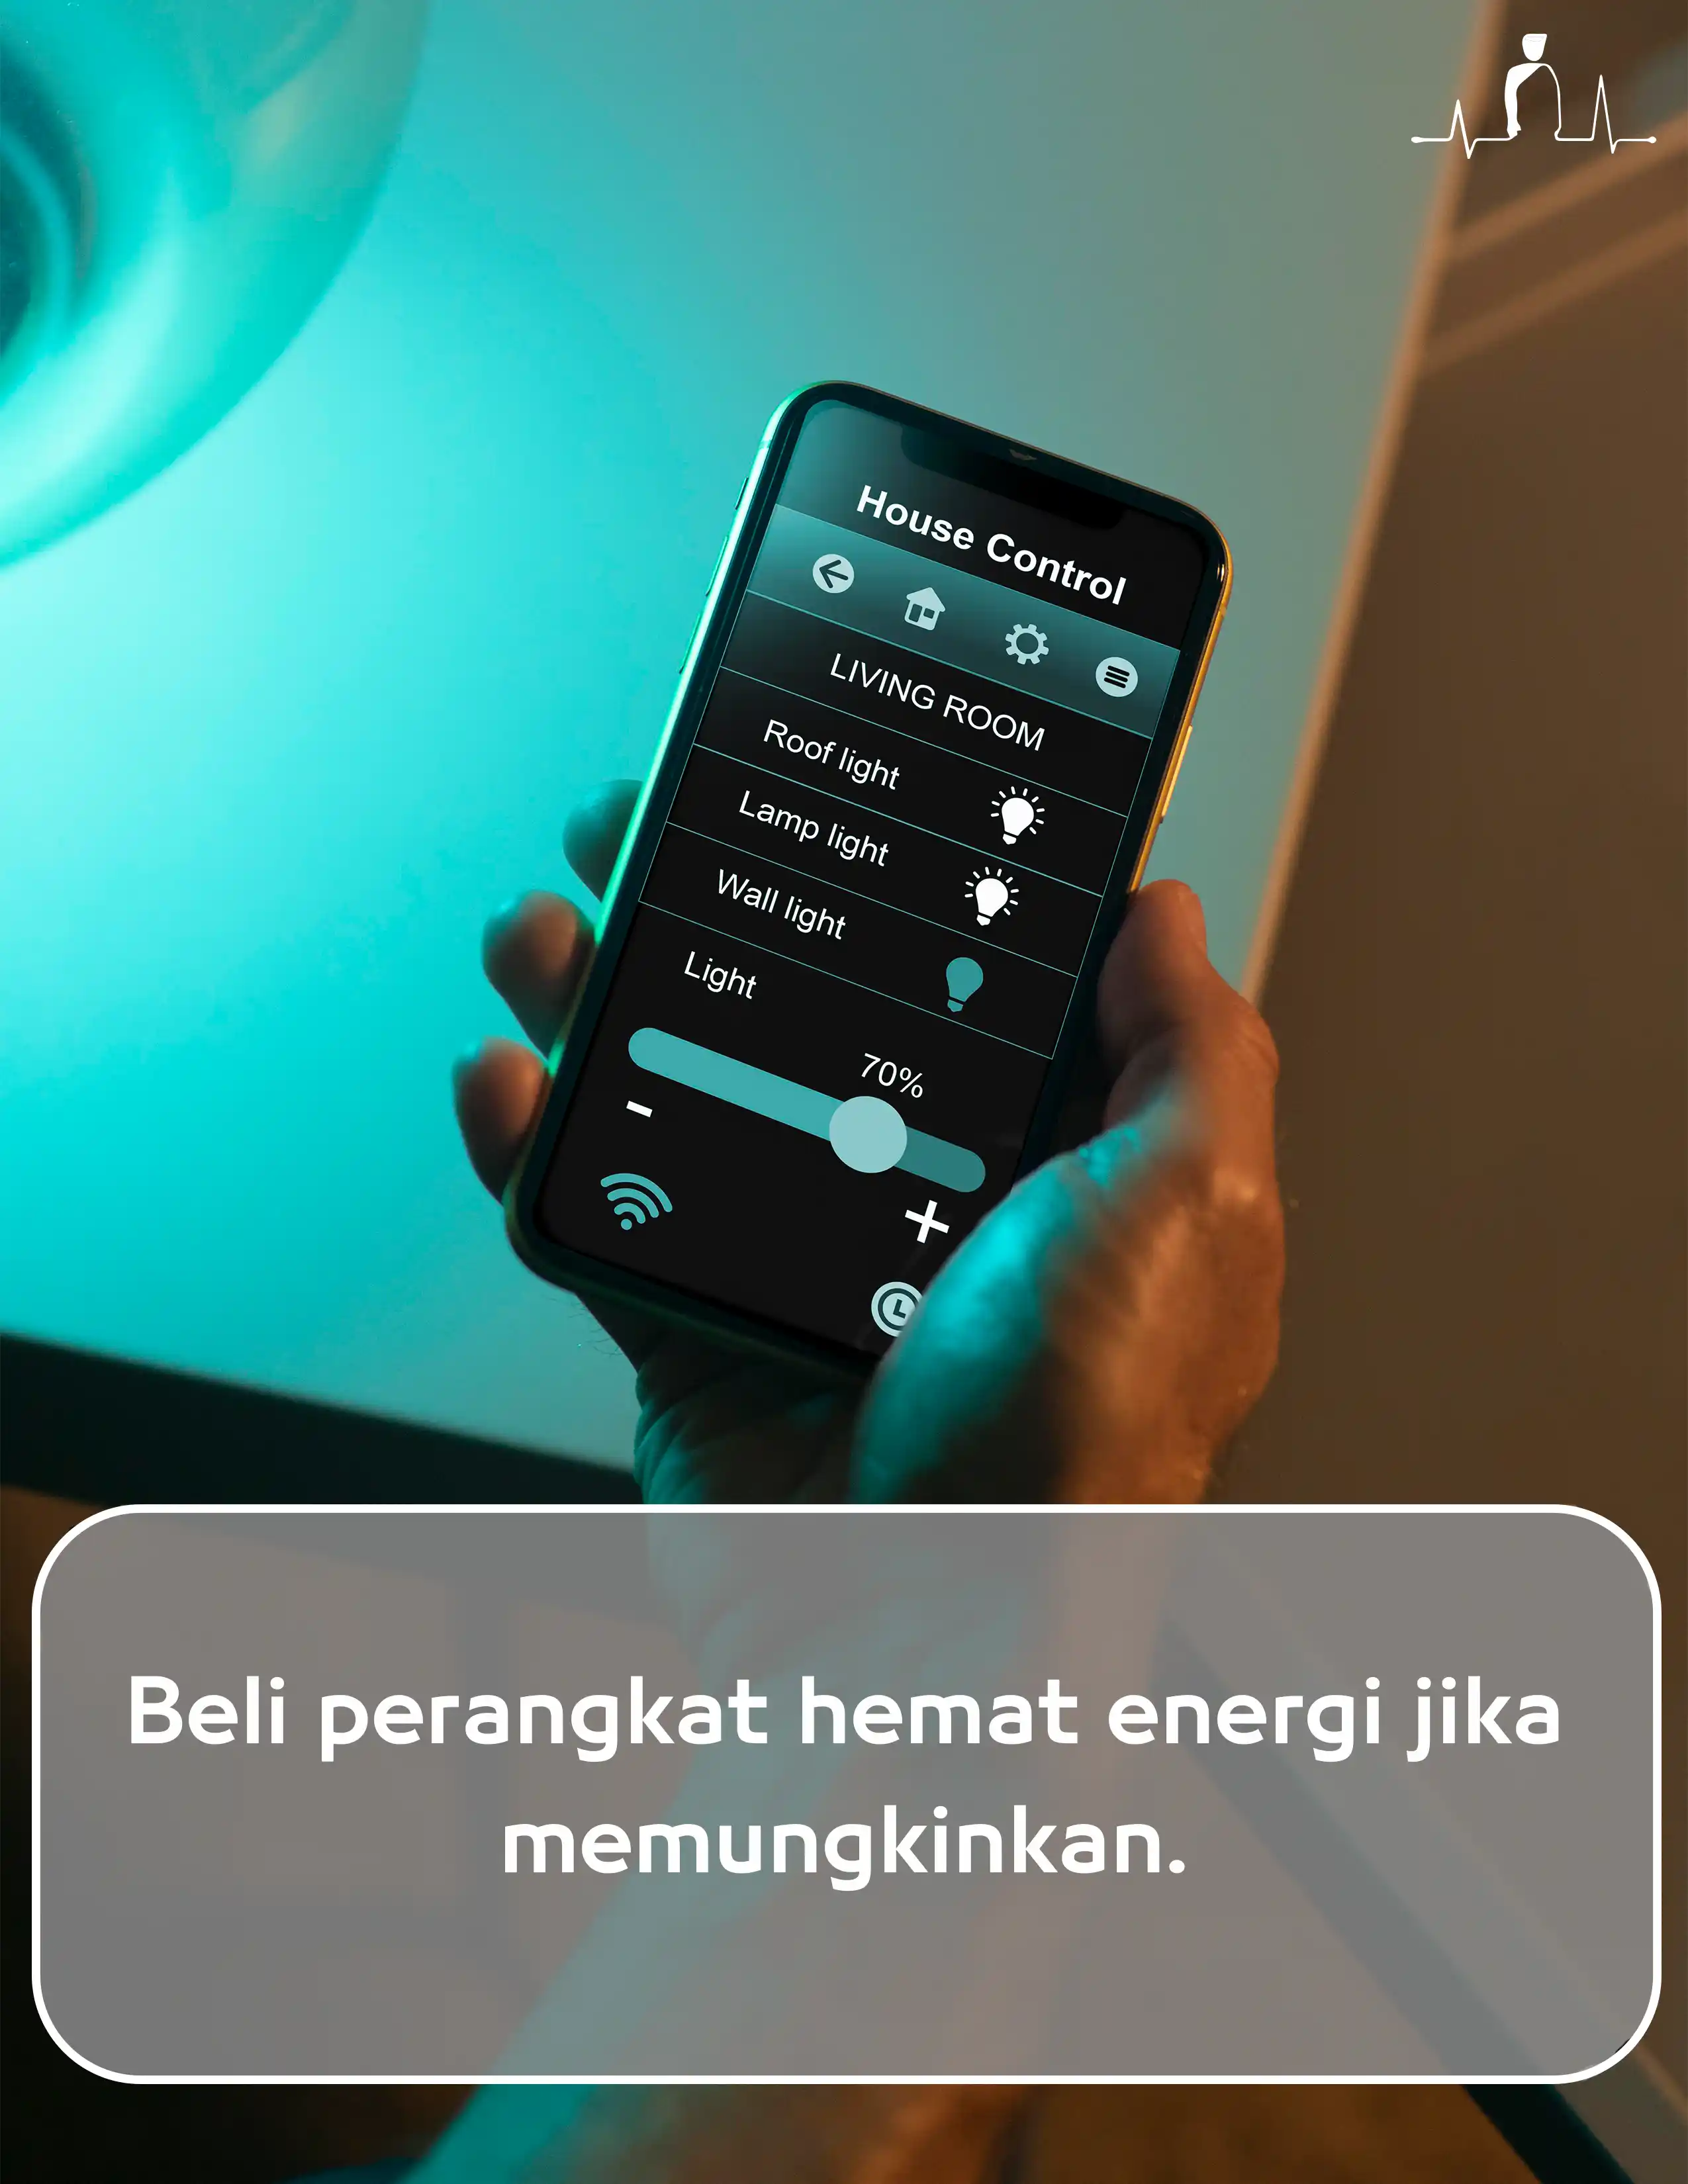 House Control
LIVING ROOM
Roof light
Lamp light
Wall light
Light
70%
-
+
Beli perangkat hemat energi jika
memungkinkan.